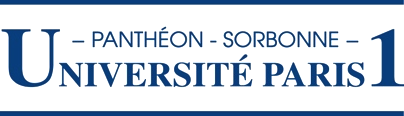 – PANTHÉON - SORBONNE –
UNIVERSITÉ PARIS 1